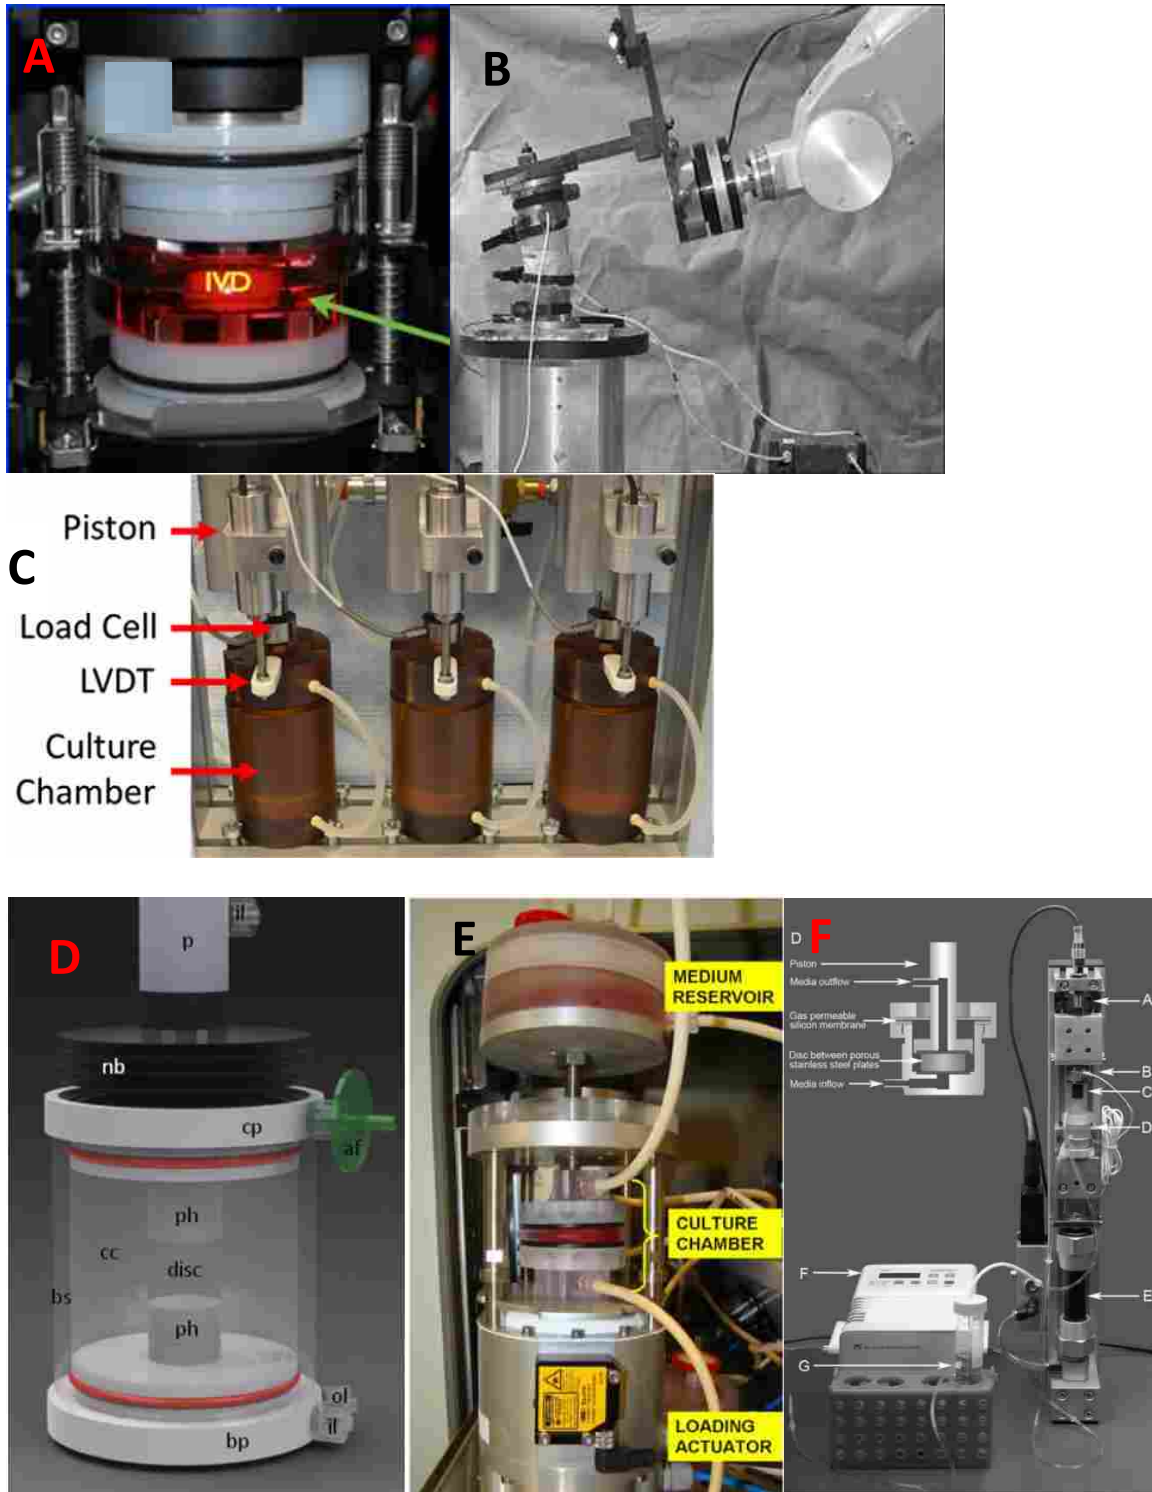 A
B
IVD
C
Piston
Load Cell
LVDT
Culture
Chamber
D
il
p
nb
cp
af
ph
cc
disc
bs
ph
ol
il
bp
E
MEDIUM
RESERVOIR
CULTURE
CHAMBER
LOADING
ACTUATOR
F
D
Piston
Media outflow
Gas permeable
silicon membrane
Disc between porous
stainless steel plates
Media inflow
A
B
C
D
E
F
G